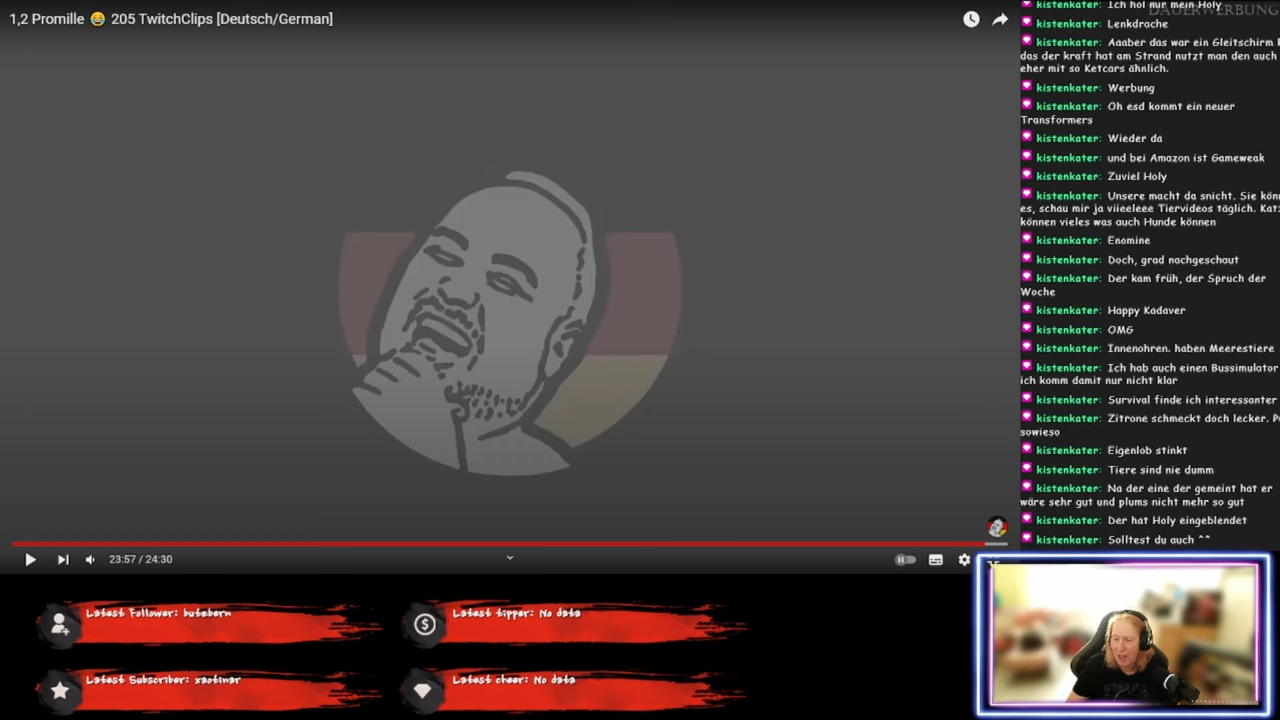 1,2 Promille 😂 205 TwitchClips [Deutsch/German]
DAUERWERBUNG
kistenkater: Ich hol mir mein Holy
kistenkater: Lenkdrache
kistenkater: Aaaber das war ein Gleitschirm
das der kraft hat am Strand nutzt man den auch
eher mit so Ketcars ähnlich.
kistenkater: Werbung
kistenkater: Oh esd kommt ein neuer
Transformers
kistenkater: Wieder da
kistenkater: und bei Amazon ist Gameweak
kistenkater: Zuviel Holy
kistenkater: Unsere macht da snicht. Sie
es, schau mir ja viieeleee Tiervideos täglich.
können vieles was auch Hunde können
kistenkater: Enomine
kistenkater: Doch, grad nachgeschaut
kistenkater: Der kam früh, der Spruch der
Woche
kistenkater: Happy Kadaver
kistenkater: OMG
kistenkater: Innenohren. haben Meerestiere
kistenkater: Ich hab auch einen Bussimulator
ich komm damit nur nicht klar
kistenkater: Survival finde ich interessanter
kistenkater: Zitrone schmeckt doch lecker.
sowieso
kistenkater: Eigenlob stinkt
kistenkater: Tiere sind nie dumm
kistenkater: Na der eine der gemeint hat er
wäre sehr gut und plums nicht mehr so gut
kistenkater: Der hat Holy eingeblendet
kistenkater: Solltest du auch ^^
23:57 / 24:30
Latest Follower: butebern
Latest tipper: No data
Latest Subscriber: xaotinar
Latest cheer: No data